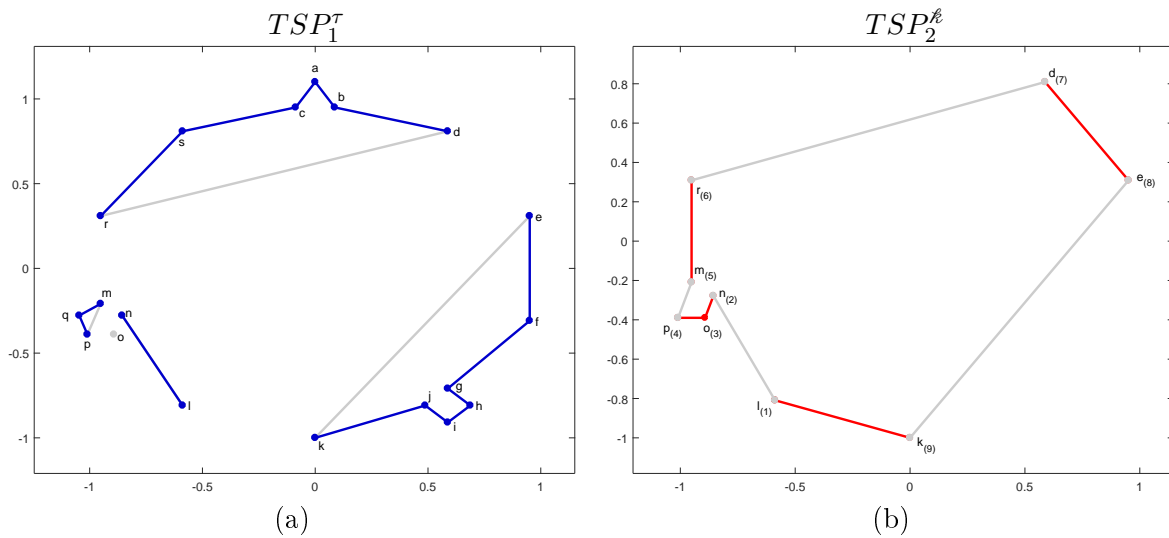 TSP₁^τ
TSP₂^𝓀
1
0.5
0
-0.5
-1
-1
-0.5
0
0.5
1
a
b
c
s
d
r
e
m
q
n
p
o
f
g
j
h
i
l
k
0.8
0.6
0.4
0.2
0
-0.2
-0.4
-0.6
-0.8
-1
-1
-0.5
0
0.5
1
d(7)
e(8)
r(6)
m(5)
n(2)
p(4)
o(3)
l(1)
k(9)
(a)
(b)